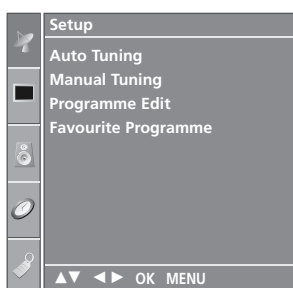 Setup
Auto Tuning
Manual Tuning
Programme Edit
Favourite Programme
▲▼ ◄► OK MENU